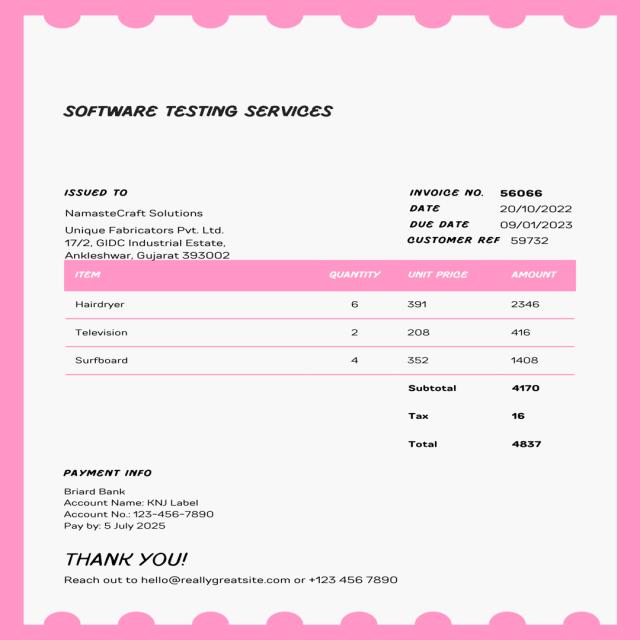 SOFTWARE TESTING SERVICES
ISSUED TO
NamasteCraft Solutions
Unique Fabricators Pvt. Ltd.
17/2, GIDC Industrial Estate,
Ankleshwar, Gujarat 393002
INVOICE NO. 56066
DATE 20/10/2022
DUE DATE 09/01/2023
CUSTOMER REF 59732
ITEM QUANTITY UNIT PRICE AMOUNT
Hairdryer 6 391 2346
Television 2 208 416
Surfboard 4 352 1408
Subtotal 4170
Tax 16
Total 4837
PAYMENT INFO
Briard Bank
Account Name: KNJ Label
Account No.: 123-456-7890
Pay by: 5 July 2025
THANK YOU!
Reach out to hello@reallygreatsite.com or +123 456 7890